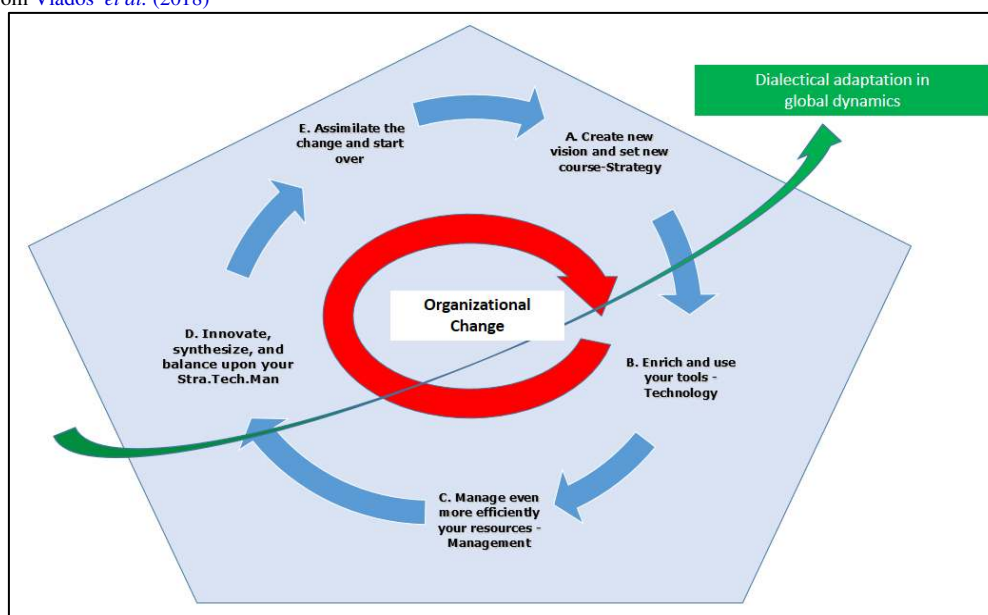 Vlados et al. (2018)
Dialectical adaptation in
global dynamics
E. Assimilate the
change and start
over
A. Create new
vision and set new
course-Strategy
Organizational
Change
D. Innovate,
synthesize, and
balance upon your
Stra.Tech.Man
B. Enrich and use
your tools -
Technology
C. Manage even
more efficiently
your resources -
Management